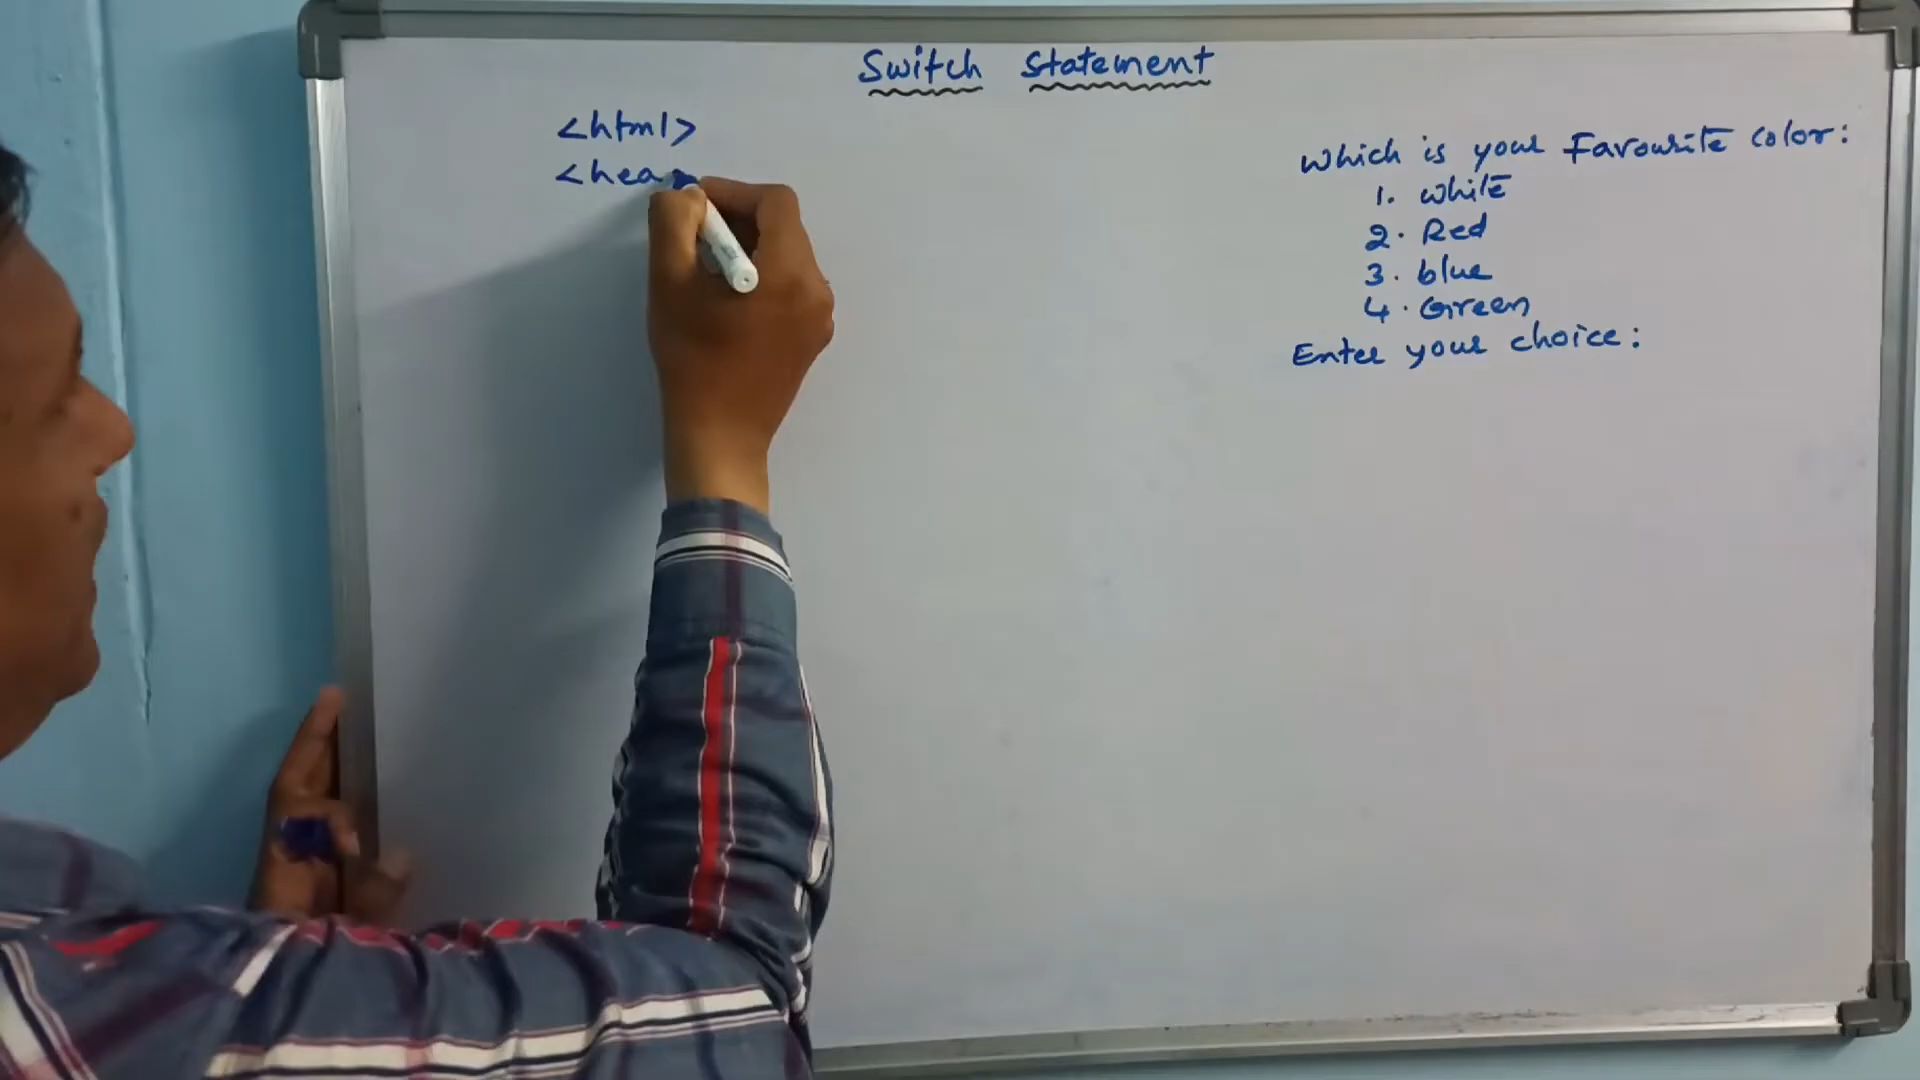 Switch Statement
<html>
<hea
Which is your Favourite color:
1. white
2. Red
3. blue
4. Green
Enter your choice: